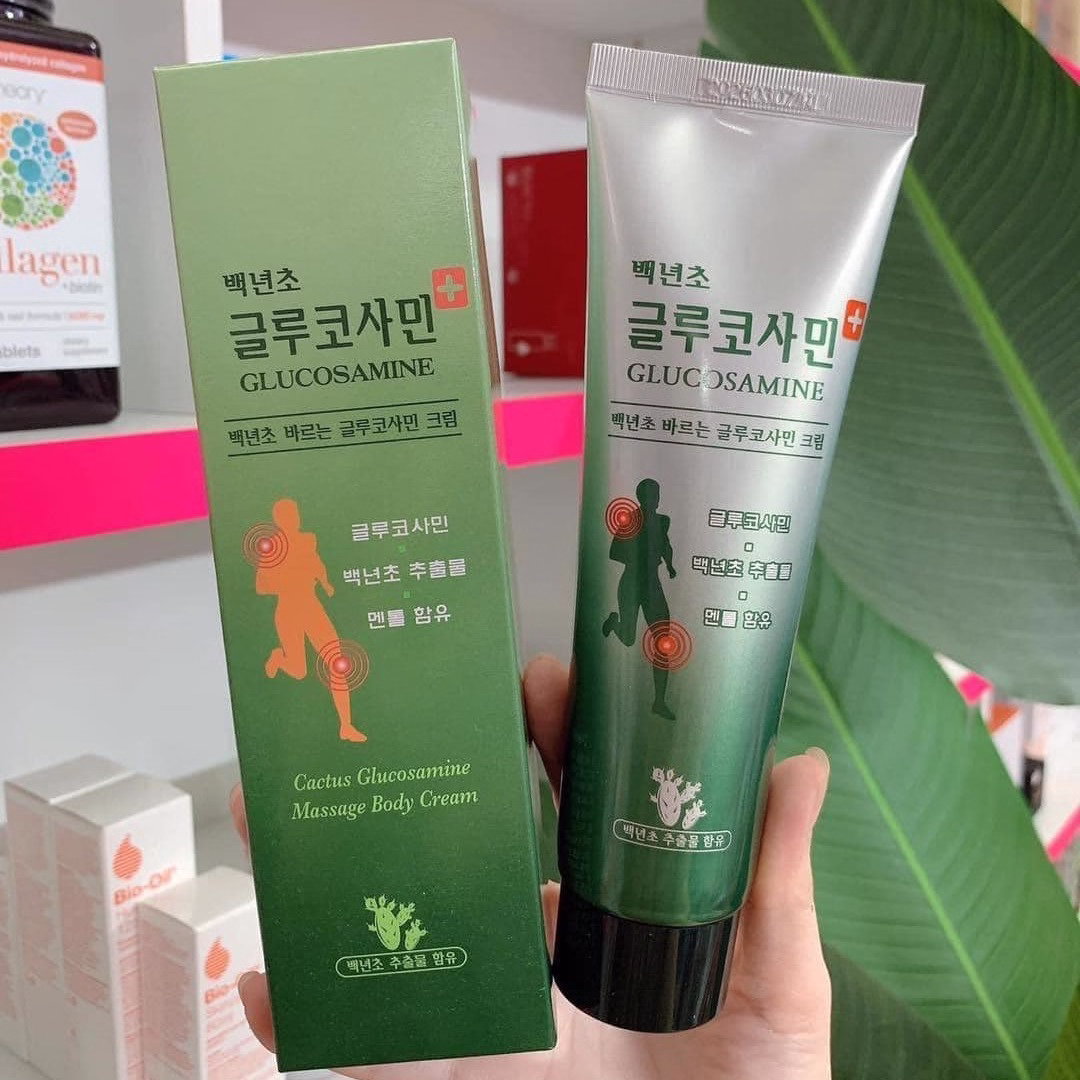 hydrolyzed collagen
백년초
글루코사민
GLUCOSAMINE
백년초 바르는 글루코사민 크림
글루코사민
백년초 추출물
멘톨 함유
Cactus Glucosamine
Massage Body Cream
백년초 추출물 함유
백년초
글루코사민
GLUCOSAMINE
백년초 바르는 글루코사민 크림
글루코사민
백년초 추출물
멘톨 함유
백년초 추출물 함유
+ biotin
Bio-Oil